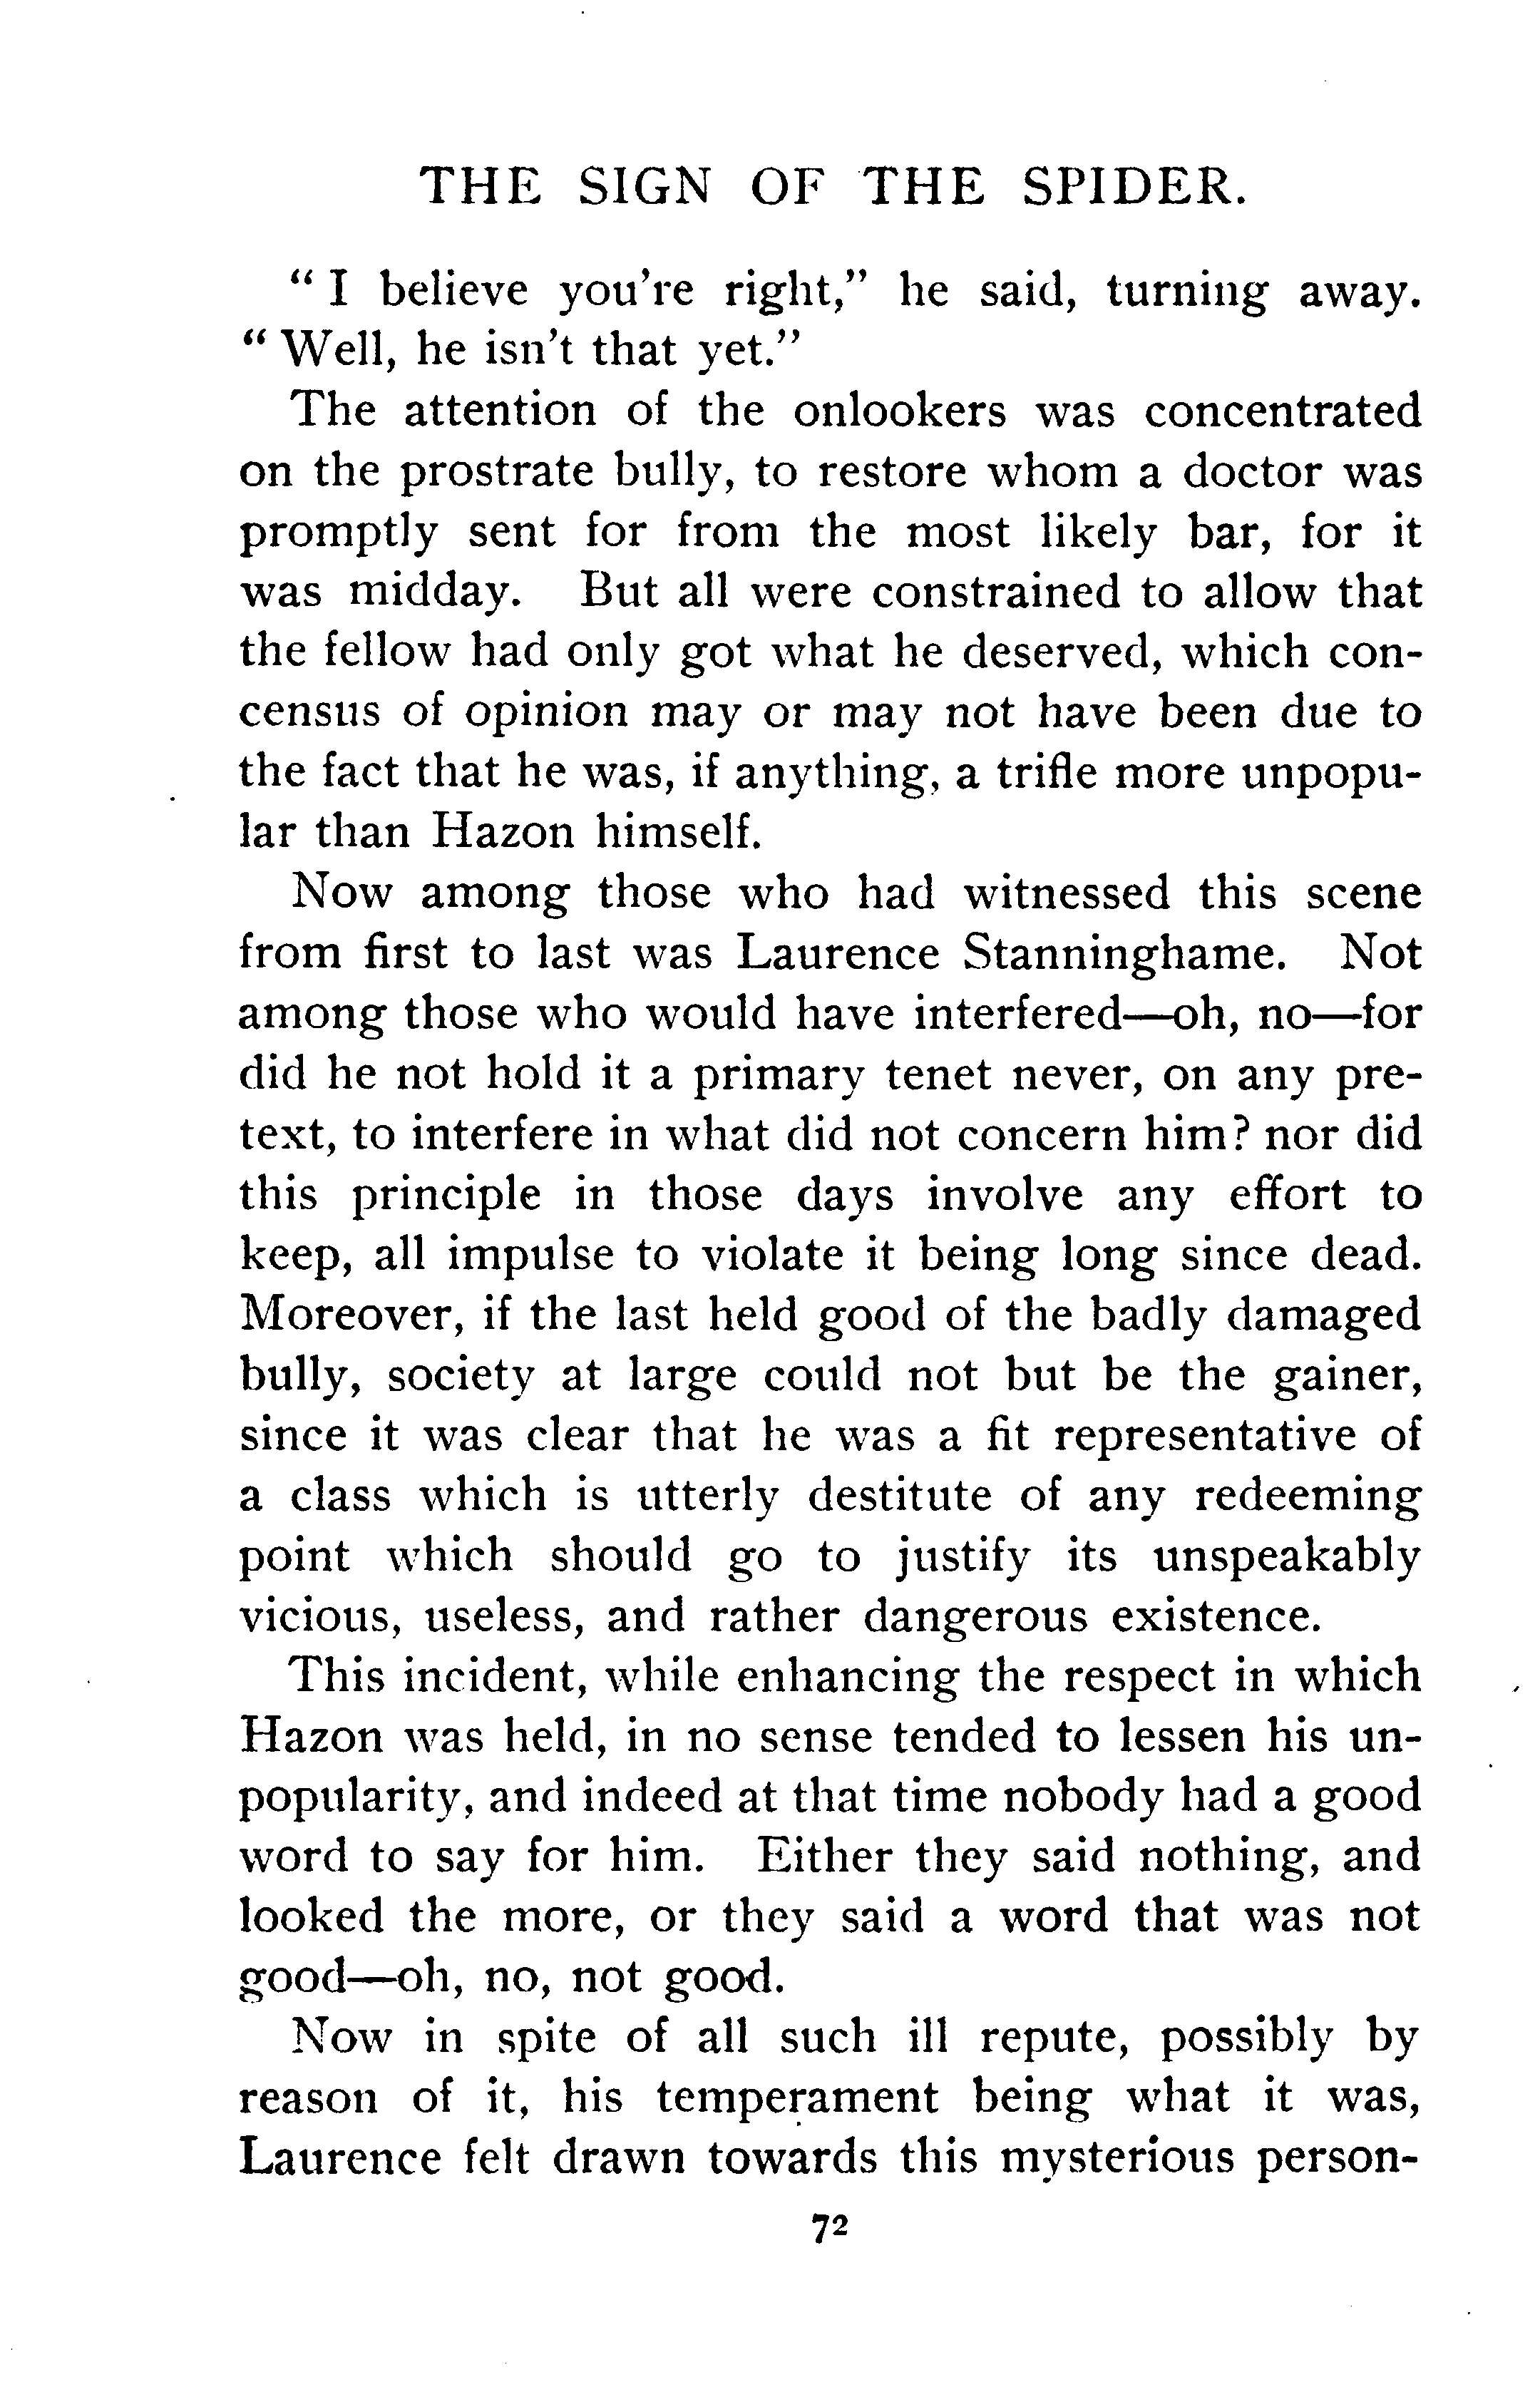 THE SIGN OF THE SPIDER.
" I believe you're right," he said, turning away.
" Well, he isn't that yet."
The attention of the onlookers was concentrated
on the prostrate bully, to restore whom a doctor was
promptly sent for from the most likely bar, for it
was midday. But all were constrained to allow that
the fellow had only got what he deserved, which con-
census of opinion may or may not have been due to
the fact that he was, if anything, a trifle more unpopu-
lar than Hazon himself.
Now among those who had witnessed this scene
from first to last was Laurence Stanninghame. Not
among those who would have interfered—oh, no—for
did he not hold it a primary tenet never, on any pre-
text, to interfere in what did not concern him? nor did
this principle in those days involve any effort to
keep, all impulse to violate it being long since dead.
Moreover, if the last held good of the badly damaged
bully, society at large could not but be the gainer,
since it was clear that he was a fit representative of
a class which is utterly destitute of any redeeming
point which should go to justify its unspeakably
vicious, useless, and rather dangerous existence.
This incident, while enhancing the respect in which
Hazon was held, in no sense tended to lessen his un-
popularity, and indeed at that time nobody had a good
word to say for him. Either they said nothing, and
looked the more, or they said a word that was not
good—oh, no, not good.
Now in spite of all such ill repute, possibly by
reason of it, his temperament being what it was,
Laurence felt drawn towards this mysterious person-
72